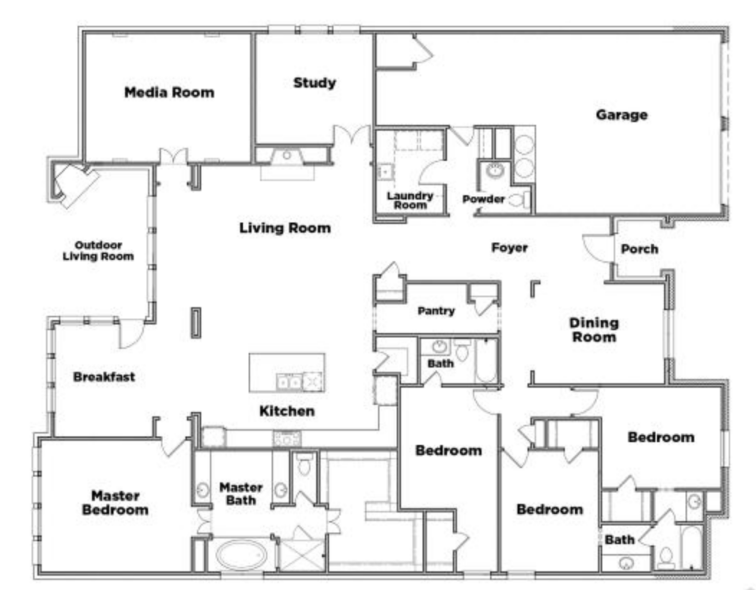 Media Room
Study
Garage
Laundry
Room
Powder
Living Room
Outdoor
Living Room
Foyer
Porch
Pantry
Dining
Room
Bath
Breakfast
Kitchen
Bedroom
Bedroom
Master
Bath
Master
Bedroom
Bedroom
Bath